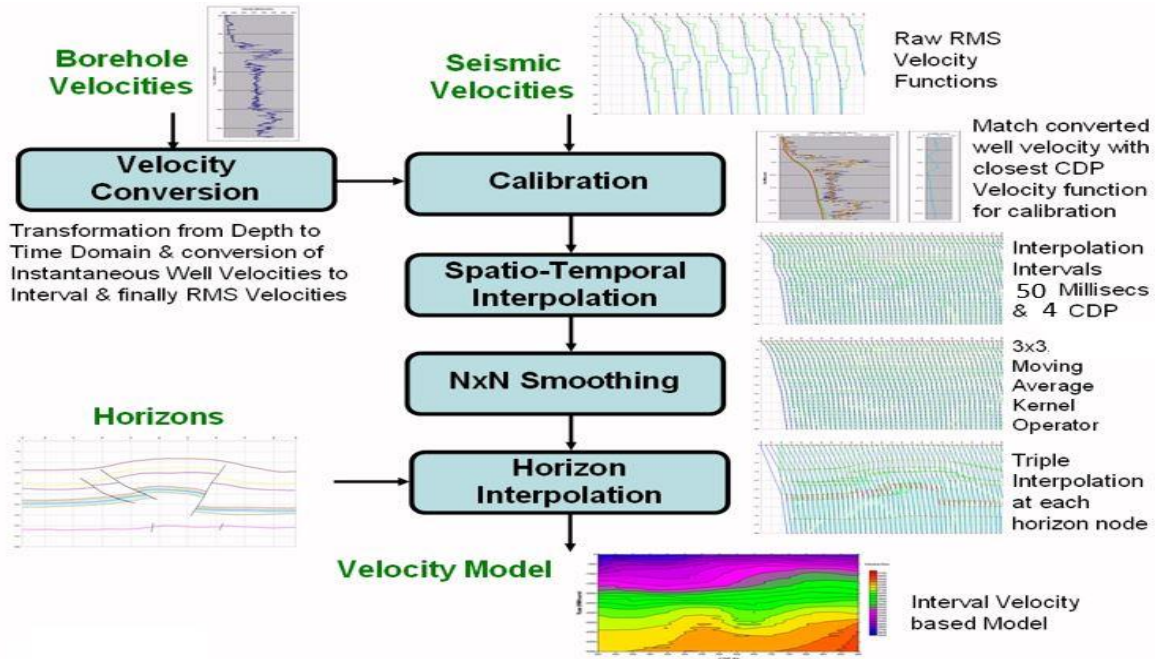 Borehole
Velocities
Seismic
Velocities
Raw RMS
Velocity
Functions
Velocity
Conversion
Calibration
Match converted
well velocity with
closest CDP
Velocity function
for calibration
Transformation from Depth to
Time Domain & conversion of
Instantaneous Well Velocities to
Interval & finally RMS Velocities
Spatio-Temporal
Interpolation
Interpolation
Intervals
50 Millisecs
& 4 CDP
NxN Smoothing
3x3.
Moving
Average
Kernel
Operator
Horizons
Horizon
Interpolation
Triple
Interpolation
at each
horizon node
Velocity Model
Interval Velocity
based Model